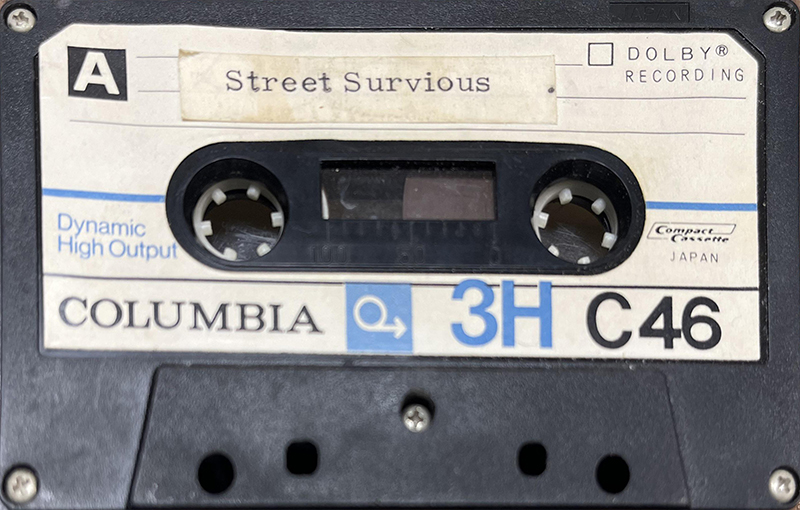 A
Street Survious
DOLBY®
RECORDING
Dynamic
High Output
Compact
Cassette
JAPAN
COLUMBIA
3H
C46